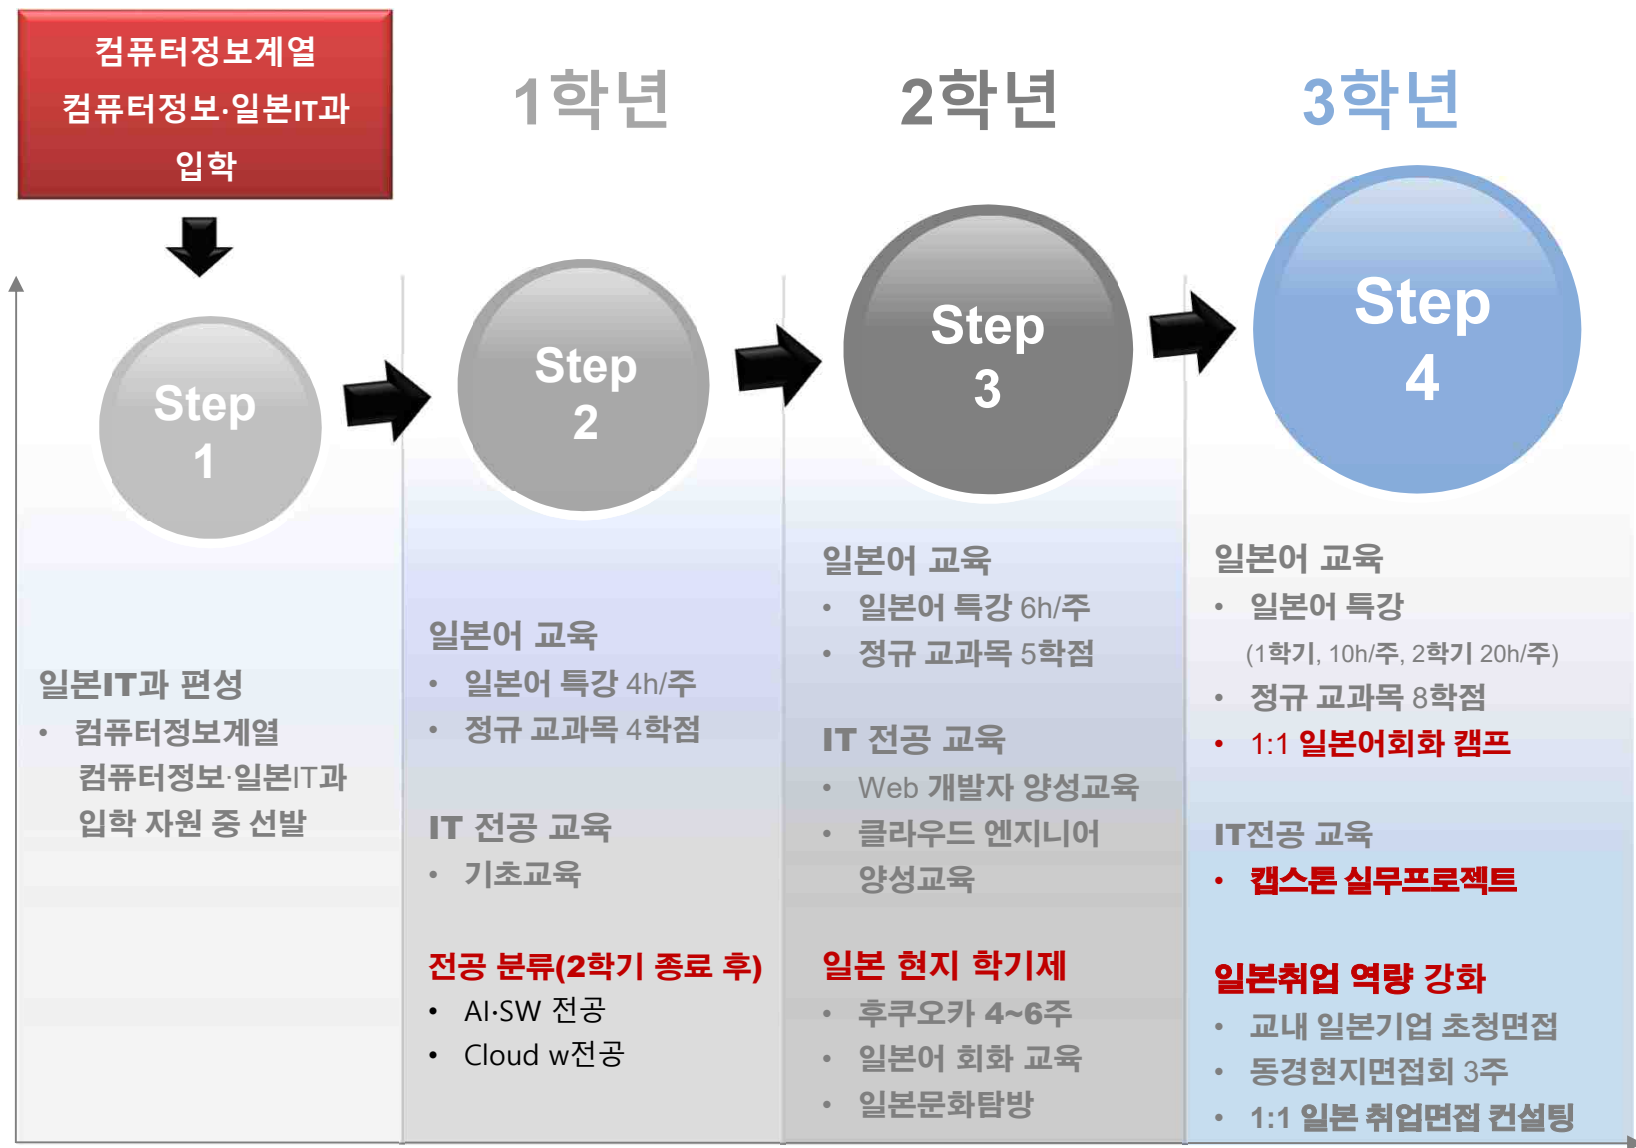 컴퓨터정보계열
컴퓨터정보·일본IT과
입학
1학년
2학년
3학년
Step
1
Step
2
Step
3
Step
4
일본IT과 편성
• 컴퓨터정보계열
컴퓨터정보·일본IT과
입학 자원 중 선발
일본어 교육
• 일본어 특강 4h/주
• 정규 교과목 4학점
IT 전공 교육
• 기초교육
전공 분류(2학기 종료 후)
• AI·SW 전공
• Cloud w전공
일본어 교육
• 일본어 특강 6h/주
• 정규 교과목 5학점
IT 전공 교육
• Web 개발자 양성교육
• 클라우드 엔지니어
양성교육
일본 현지 학기제
• 후쿠오카 4~6주
• 일본어 회화 교육
• 일본문화탐방
일본어 교육
• 일본어 특강
(1학기, 10h/주, 2학기 20h/주)
• 정규 교과목 8학점
• 1:1 일본어회화 캠프
IT전공 교육
• 캡스톤 실무프로젝트
일본취업 역량 강화
• 교내 일본기업 초청면접
• 동경현지면접회 3주
• 1:1 일본 취업면접 컨설팅